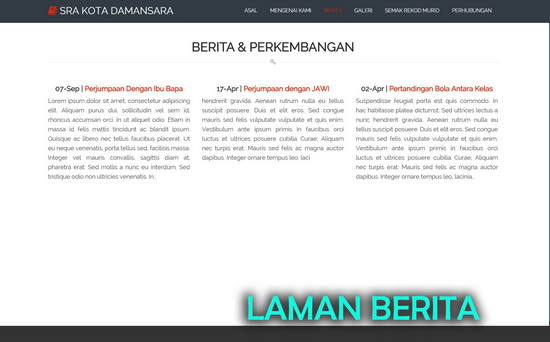 SRA KOTA DAMANSARA
ASAL MENGENAI KAMI BERITA GALERI SEMAK REKOD MURID PERHUBUNGAN
BERITA & PERKEMBANGAN
07-Sep | Perjumpaan Dengan Ibu Bapa
Lorem ipsum dolor sit amet, consectetur adipiscing
elit. Aliquam purus dui, sollicitudin vel sem id,
rhoncus accumsan orci. In ut aliquet odio. Etiam in
massa id felis mattis tincidunt ac blandit ipsum.
Quisque ac libero nec tellus faucibus placerat. Ut
eu neque venenatis, porta tellus sed, facilisis massa.
Integer vel mauris convallis, sagittis diam at,
pharetra erat. Sed mollis a nunc eu interdum. Sed
tristique odio non ultricies venenatis. In..
17-Apr | Perjumpaan dengan JAWI
hendrerit gravida. Aenean rutrum nulla eu tellus
suscipit posuere. Duis et elit eros. Sed congue
mauris sed felis vulputate vulputate et quis enim.
Vestibulum ante ipsum primis in faucibus orci
luctus et ultrices posuere cubilia Curae; Aliquam
nec turpis erat. Mauris sed felis ac magna auctor
dapibus. Integer ornare tempus leo, laci
02-Apr | Pertandingan Bola Antara Kelas
Suspendisse feugiat porta est quis commodo. In
hac habitasse platea dictumst. Sed ultrices lectus a
nunc hendrerit gravida. Aenean rutrum nulla eu
tellus suscipit posuere. Duis et elit eros. Sed congue
mauris sed felis vulputate vulputate et quis enim.
Vestibulum ante ipsum primis in faucibus orci
luctus et ultrices posuere cubilia Curae; Aliquam
nec turpis erat. Mauris sed felis ac magna auctor
dapibus. Integer ornare tempus leo, lacinia..
LAMAN BERITA